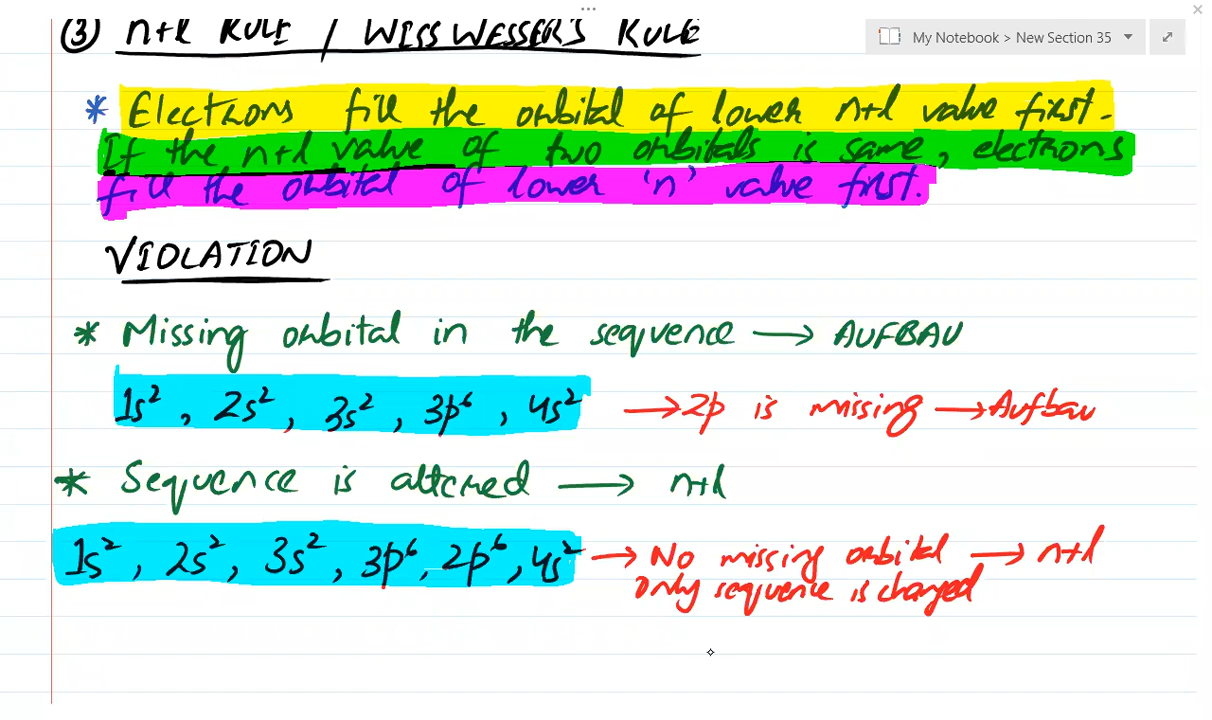 ...
My Notebook > New Section 35
③ n+l RULE / WISSWESSER'S RULE
* Electrons fill the orbital of lower n+l value first.
If the n+l value of two orbitals is same, electrons
fill the orbital of lower 'n' value first.
VIOLATION
* Missing orbital in the sequence → AUFBAU
1s², 2s², 3s², 3p⁶, 4s² → 2p is missing → Aufbau
* Sequence is altered → n+l
1s², 2s², 3s², 3p⁶, 2p⁶, 4s² → No missing orbital → n+l
Only sequence is changed